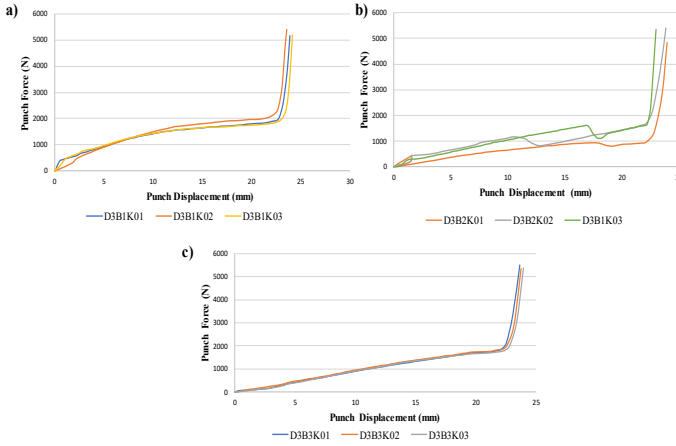 a)
6000
5000
4000
3000
2000
1000
0
Punch Force (N)
0 5 10 15 20 25 30
Punch Displacement (mm)
D3B1K01 D3B1K02 D3B1K03
b)
6000
5000
4000
3000
2000
1000
0
Punch Force (N)
0 5 10 15 20
Punch Displacement (mm)
D3B2K01 D3B2K02 D3B1K03
c)
6000
5000
4000
3000
2000
1000
0
Punch Force (N)
0 5 10 15 20 25
Punch Displacement (mm)
D3B3K01 D3B3K02 D3B3K03